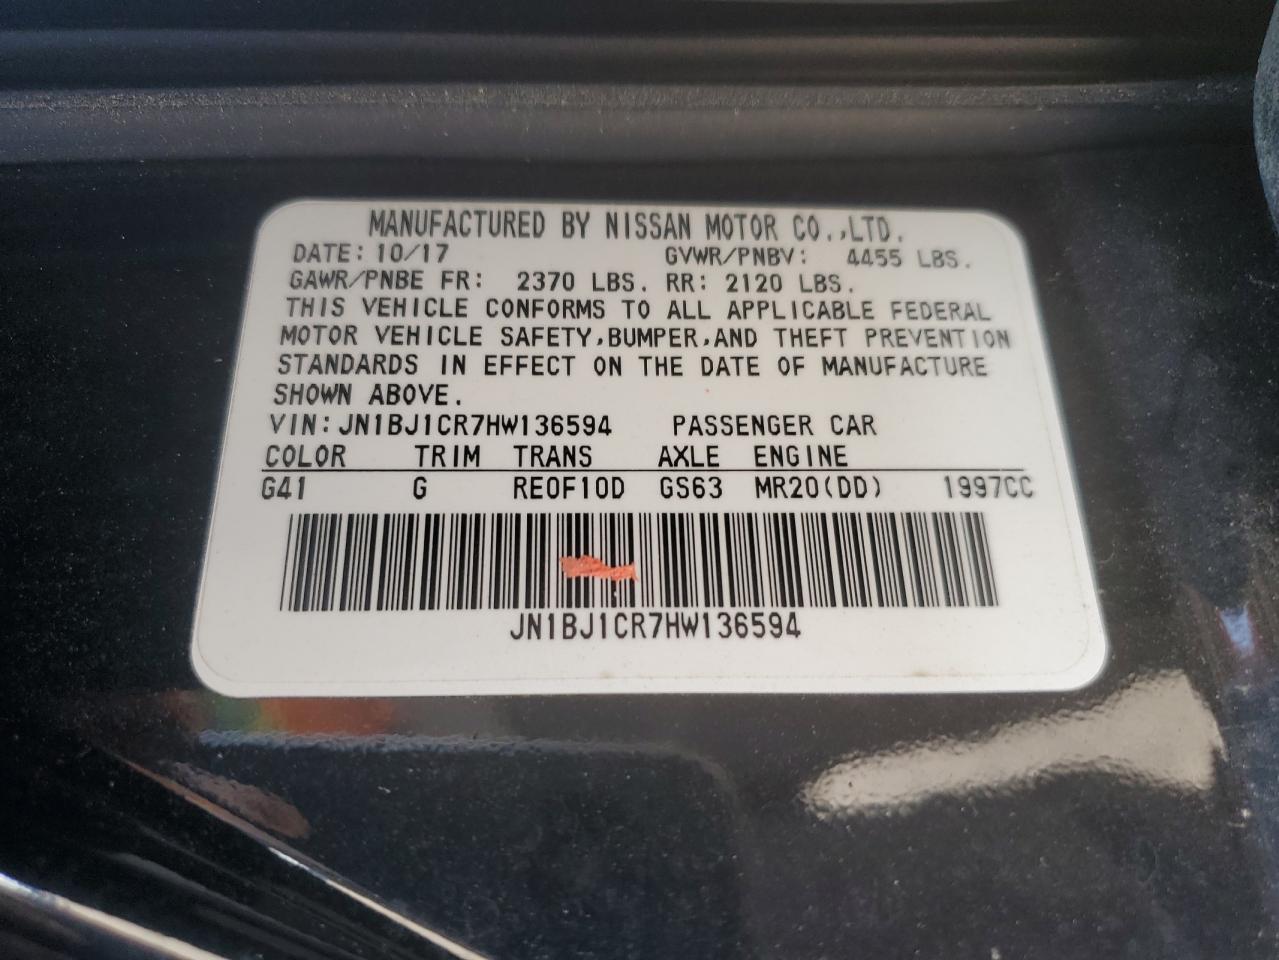 MANUFACTURED BY NISSAN MOTOR CO.,LTD.
DATE: 10/17 GVWR/PNBV: 4455 LBS.
GAWR/PNBE FR: 2370 LBS. RR: 2120 LBS.
THIS VEHICLE CONFORMS TO ALL APPLICABLE FEDERAL
MOTOR VEHICLE SAFETY,BUMPER,AND THEFT PREVENTION
STANDARDS IN EFFECT ON THE DATE OF MANUFACTURE
SHOWN ABOVE.
VIN: JN1BJ1CR7HW136594 PASSENGER CAR
COLOR TRIM TRANS AXLE ENGINE
G41 G RE0F10D GS63 MR20(DD) 1997CC
JN1BJ1CR7HW136594